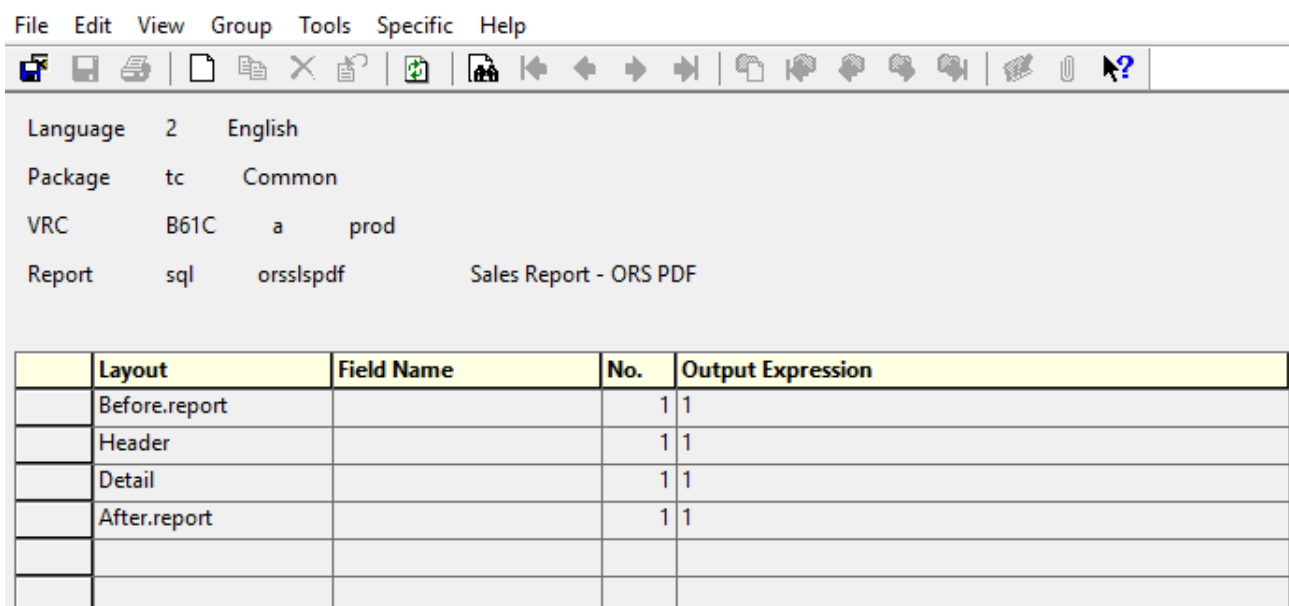 File Edit View Group Tools Specific Help
Language 2 English
Package tc Common
VRC B61C a prod
Report sql orsslspdf Sales Report - ORS PDF
Layout Field Name No. Output Expression
Before.report 1 1
Header 1 1
Detail 1 1
After.report 1 1